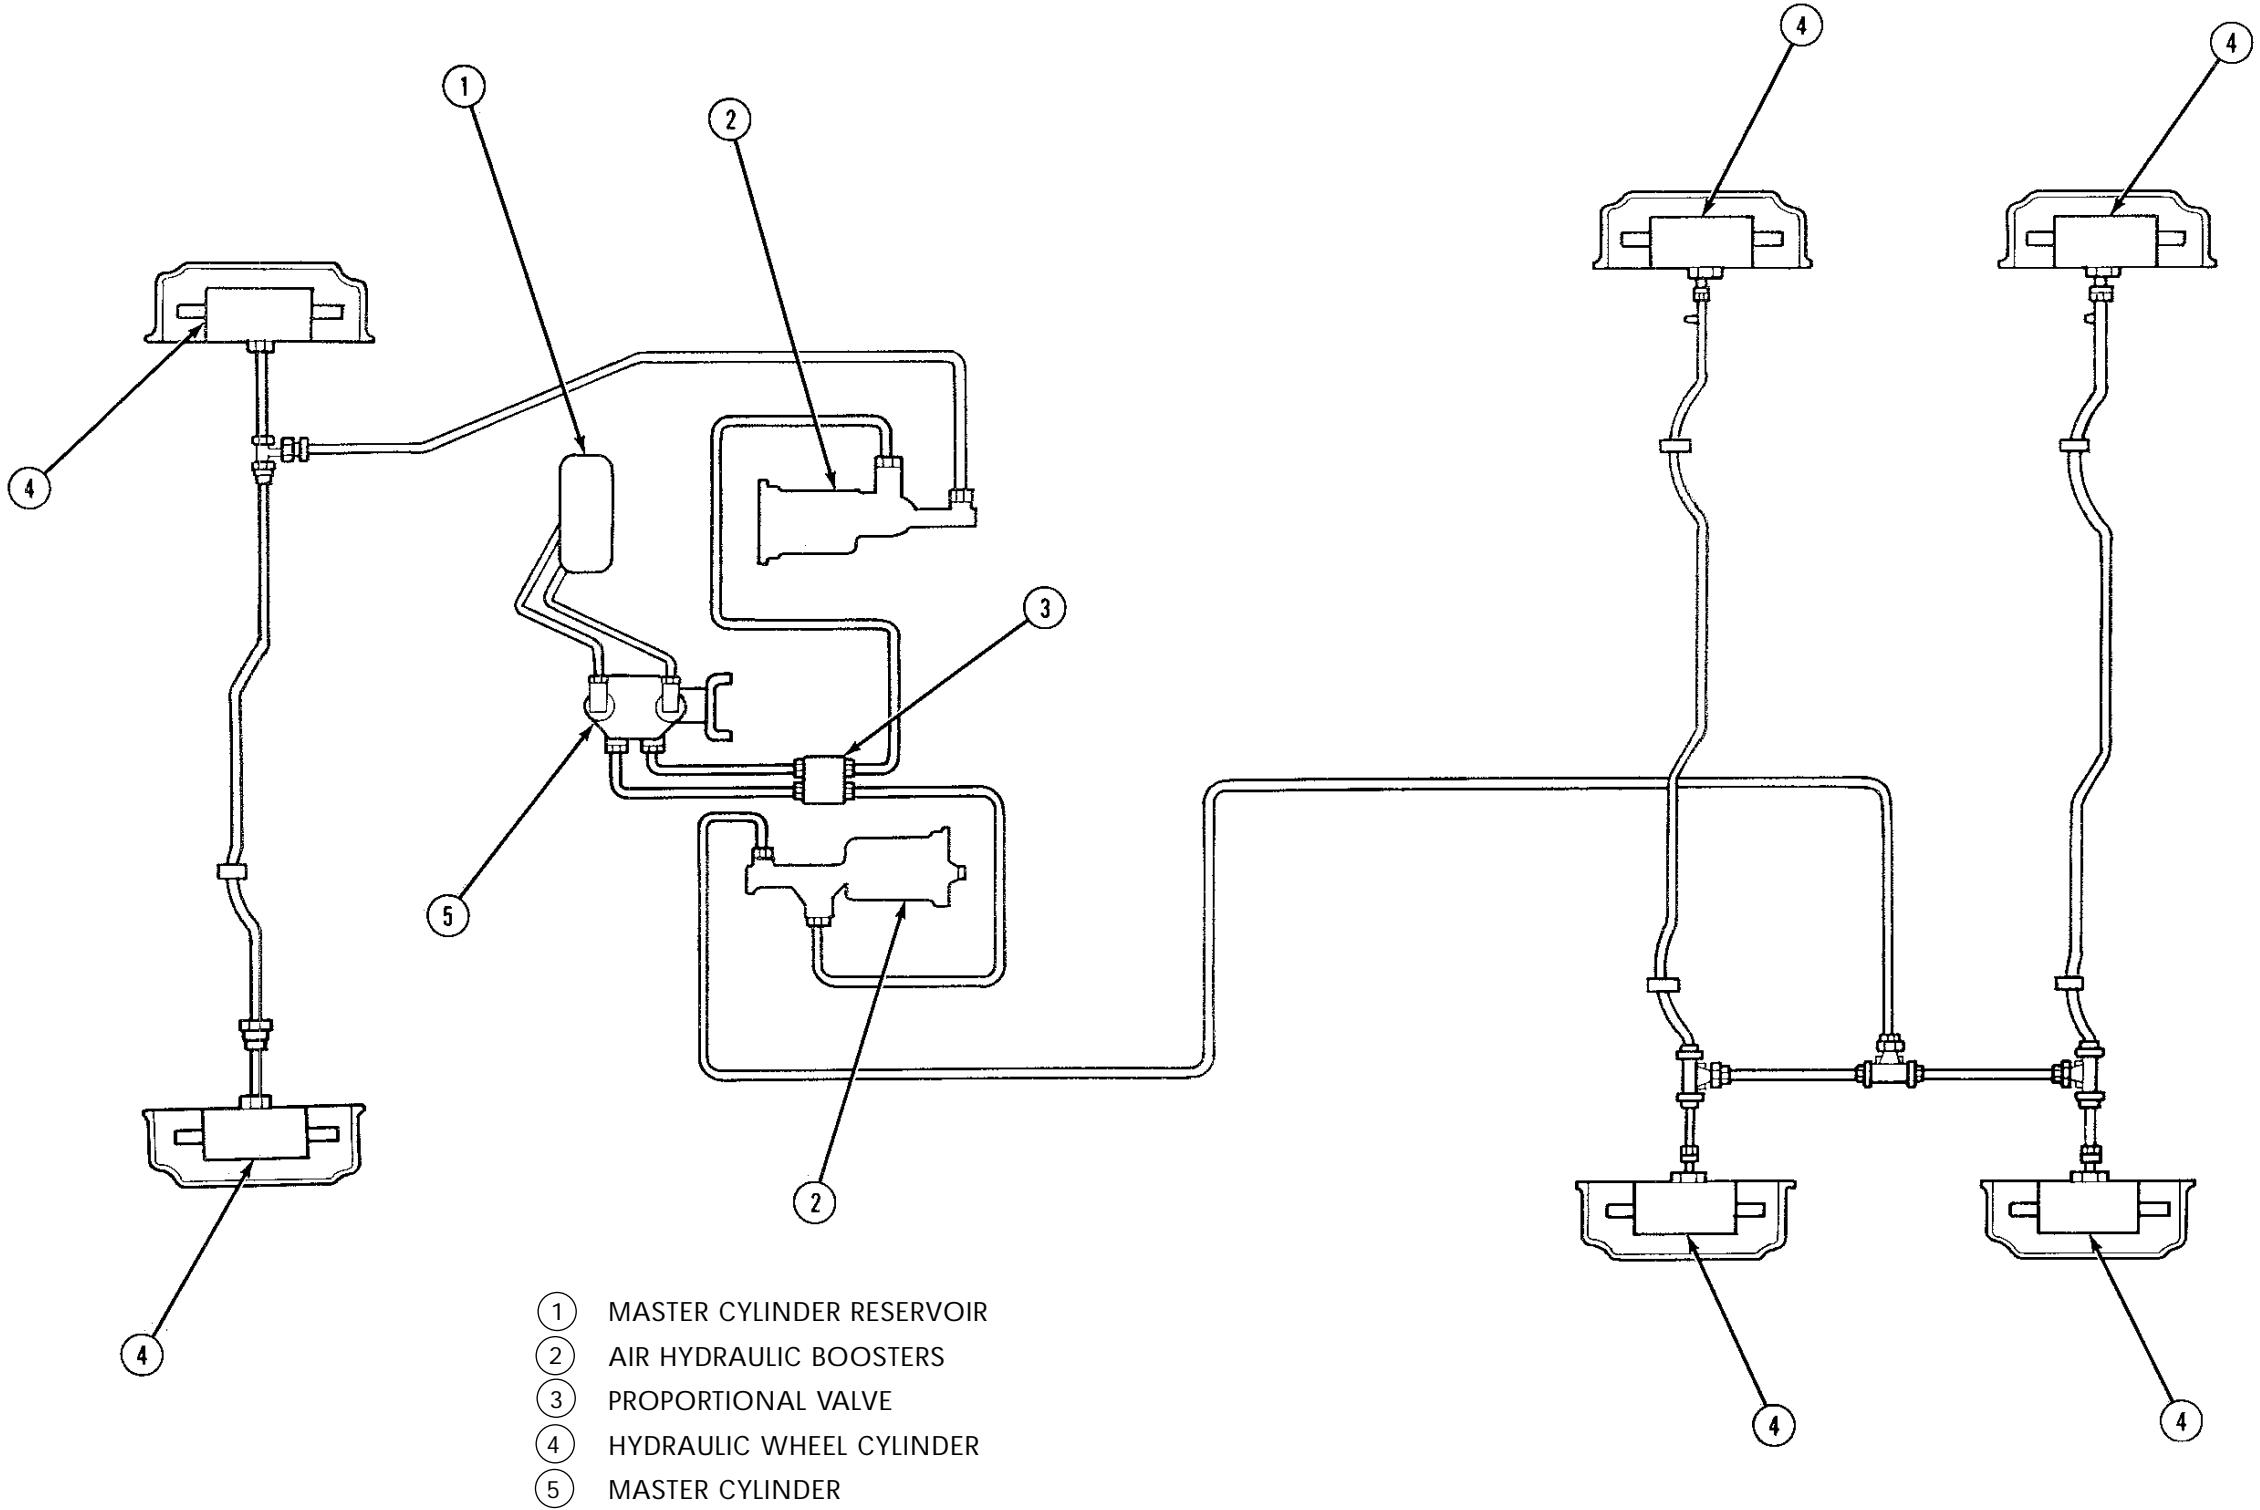 4
4
1
2
4
3
5
2
4
4
4
1 MASTER CYLINDER RESERVOIR
2 AIR HYDRAULIC BOOSTERS
3 PROPORTIONAL VALVE
4 HYDRAULIC WHEEL CYLINDER
5 MASTER CYLINDER